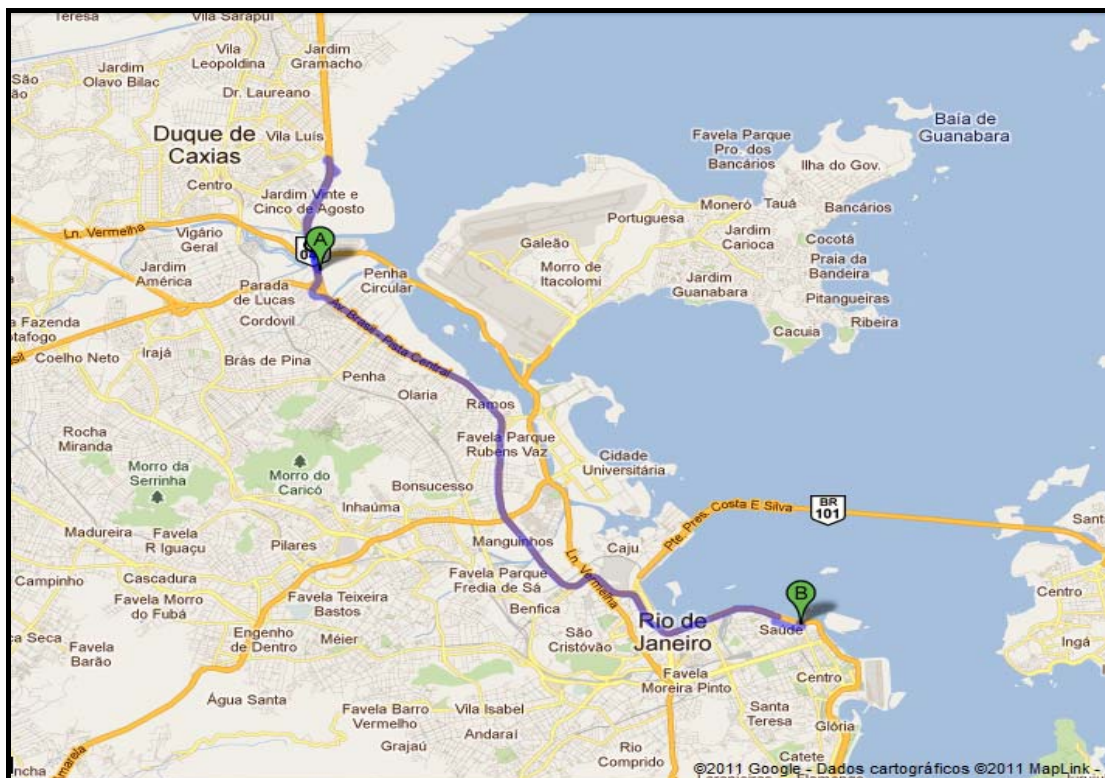 Teresa
Vila Sarapuí
Vila
Leopoldina
Jardim
Gramacho
São
ão
Jardim
Olavo Bilac
Dr. Laureano
Duque de
Caxias
Vila Luís
Centro
Jardim Vinte e
Cinco de Agosto
Ln. Vermelha
Vigário
Geral
A
Jardim
América
Parada
de Lucas
Penha
Circular
Cordovil
Av. Brasil - Pista Central
a Fazenda
otafogo
sil
Coelho Neto
Irajá
Brás de Pina
Penha
Olaria
Ramos
Favela Parque
Rubens Vaz
Rocha
Miranda
Morro da
Serrinha
Morro do
Caricó
Bonsucesso
Inhaúma
Cidade
Universitária
Baía de
Guanabara
Favela Parque
Pro. dos
Bancários
Ilha do Gov.
Moneró
Tauá
Bancários
Portuguesa
Galeão
Jardim
Carioca
Cocotá
Praia da
Bandeira
Morro de
Itacolomi
Jardim
Guanabara
Pitangueiras
Cacuia
Ribeira
Madureira
Favela
R Iguaçu
Pilares
Manguinhos
Caju
Pte. Pres. Costa E Silva
BR
101
Santa
Ln. Vermelha
Campinho
Cascadura
Favela Morro
do Fubá
Favela Teixeira
Bastos
Favela Parque
Fredia de Sá
Benfica
B
Centro
ca Seca
Favela
Barão
Engenho
de Dentro
Méier
São
Cristóvão
Rio de
Janeiro
Saúde
Ingá
Favela
Moreira Pinto
Centro
Água Santa
Favela Barro
Vermelho
Vila Isabel
Santa
Teresa
Glória
Grajaú
Andaraí
Rio
Comprido
Catete
amarela
ncha
©2011 Google - Dados cartográficos ©2011 MapLink -